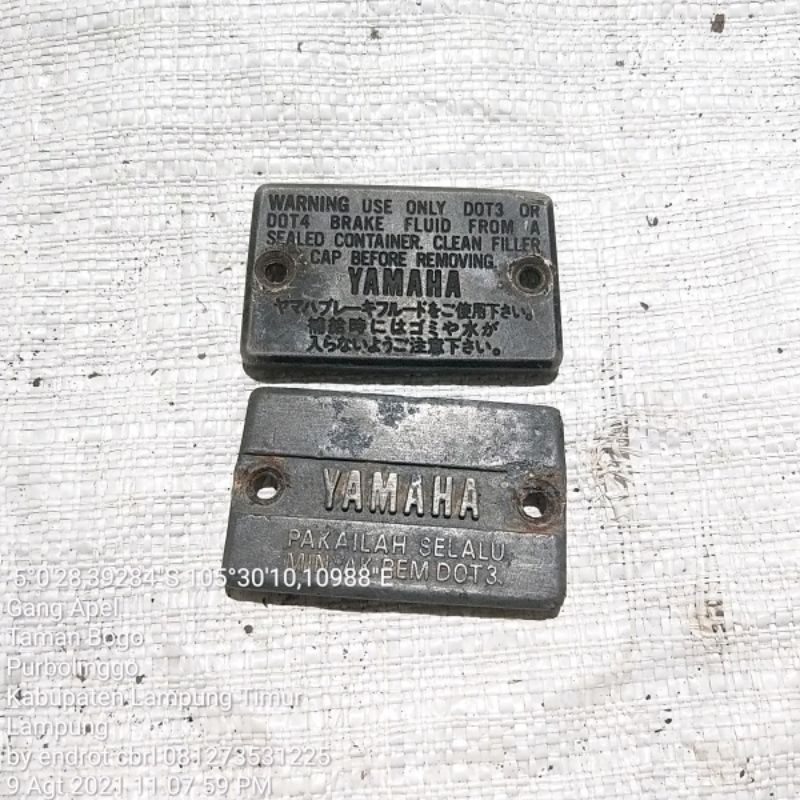 WARNING USE ONLY DOT3 OR
DOT4 BRAKE FLUID FROM A
SEALED CONTAINER. CLEAN FILLER
CAP BEFORE REMOVING.
YAMAHA
ヤマハブレーキフルードをご使用下さい。
補給時にはゴミや水が
入らないようご注意下さい。
YAMAHA
PAKAILAH SELALU
MINYAK REM DOT3.
5°0'28,39284"S 105°30'10,10988"E
Gang Apel
Taman Bogo
Purbolinggo
Kabupaten Lampung Timur
Lampung
by endrot cbrl 081273531225
9 Agt 2021 11.07.59 PM